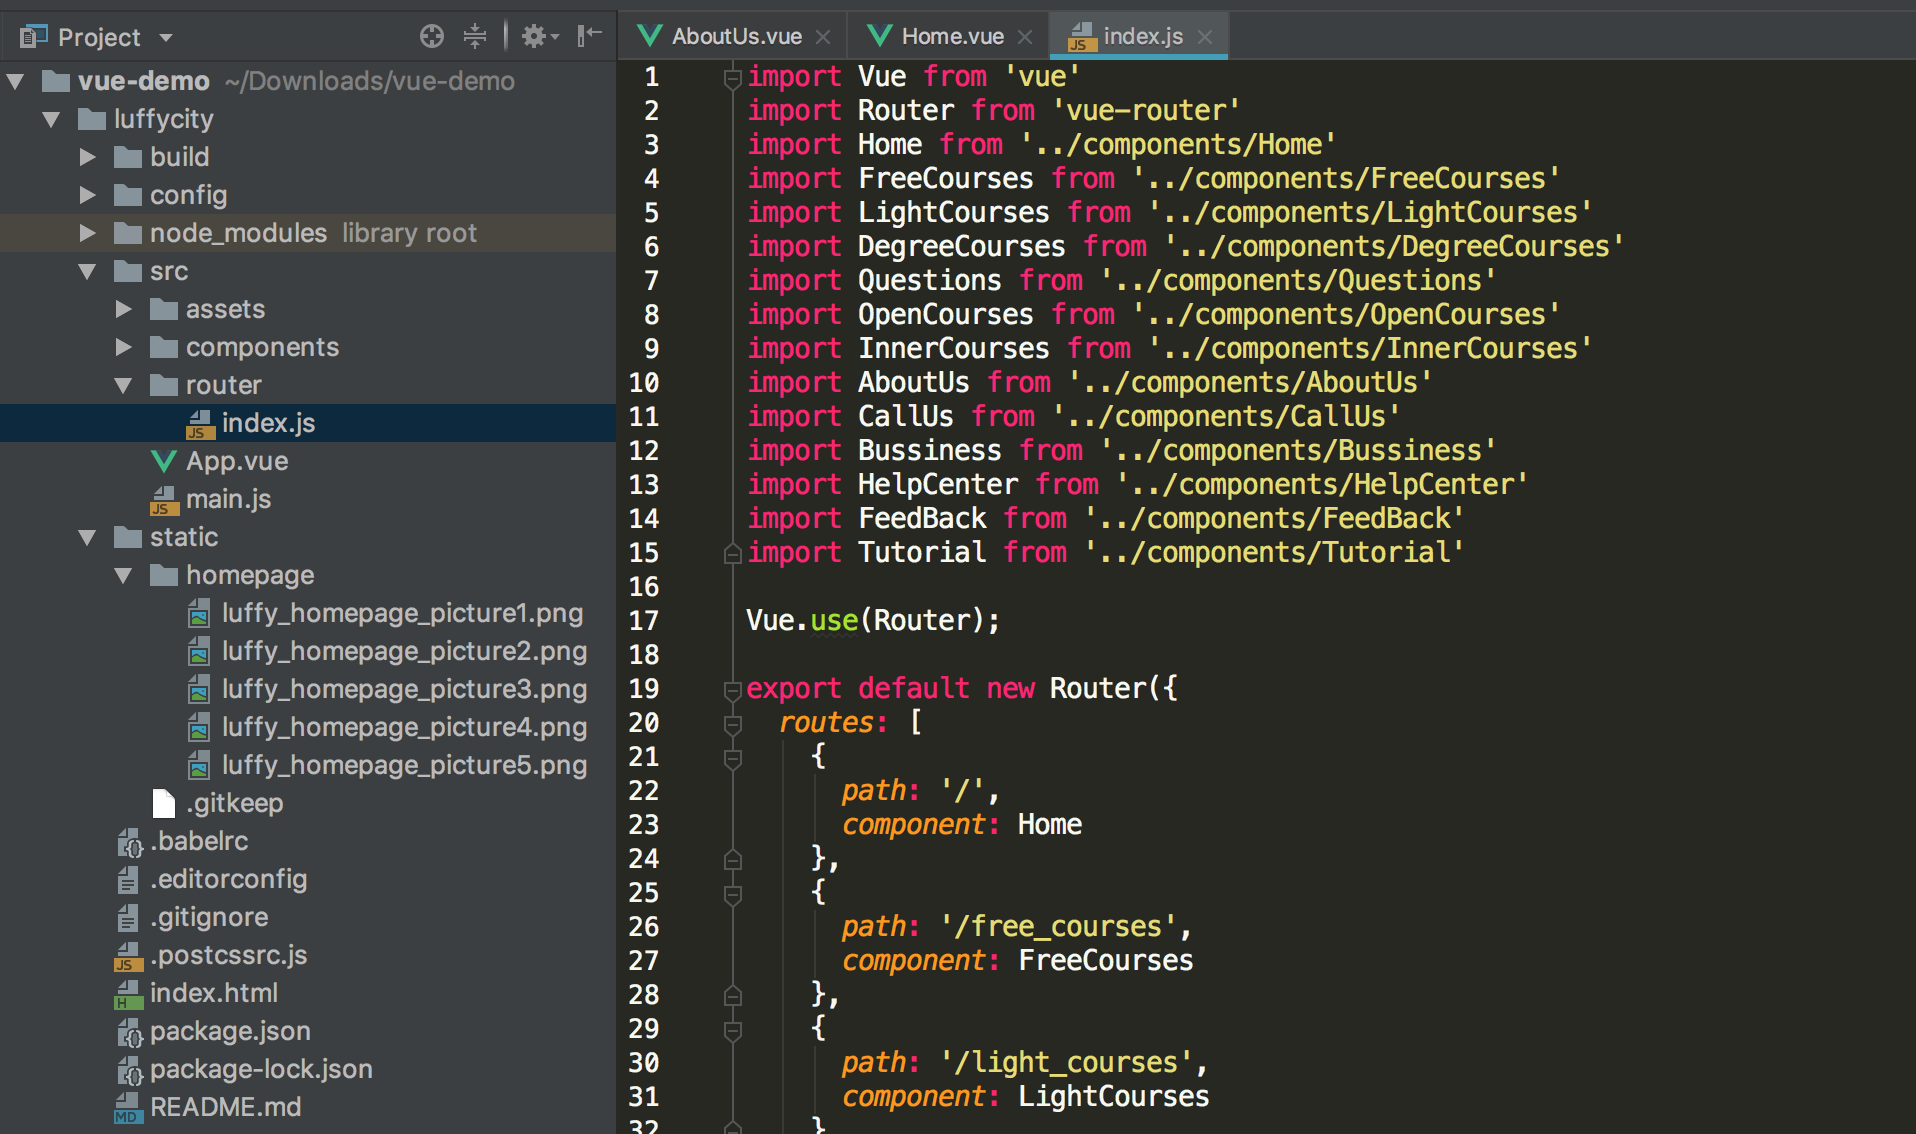 Project
vue-demo ~/Downloads/vue-demo
luffycity
build
config
node_modules library root
src
assets
components
router
index.js
App.vue
main.js
static
homepage
luffy_homepage_picture1.png
luffy_homepage_picture2.png
luffy_homepage_picture3.png
luffy_homepage_picture4.png
luffy_homepage_picture5.png
.gitkeep
.babelrc
.editorconfig
.gitignore
.postcssrc.js
index.html
package.json
package-lock.json
README.md
AboutUs.vue Home.vue index.js
1 import Vue from 'vue'
2 import Router from 'vue-router'
3 import Home from '../components/Home'
4 import FreeCourses from '../components/FreeCourses'
5 import LightCourses from '../components/LightCourses'
6 import DegreeCourses from '../components/DegreeCourses'
7 import Questions from '../components/Questions'
8 import OpenCourses from '../components/OpenCourses'
9 import InnerCourses from '../components/InnerCourses'
10 import AboutUs from '../components/AboutUs'
11 import CallUs from '../components/CallUs'
12 import Bussiness from '../components/Bussiness'
13 import HelpCenter from '../components/HelpCenter'
14 import FeedBack from '../components/FeedBack'
15 import Tutorial from '../components/Tutorial'
16
17 Vue.use(Router);
18
19 export default new Router({
20 routes: [
21 {
22 path: '/',
23 component: Home
24 },
25 {
26 path: '/free_courses',
27 component: FreeCourses
28 },
29 {
30 path: '/light_courses',
31 component: LightCourses
32 }